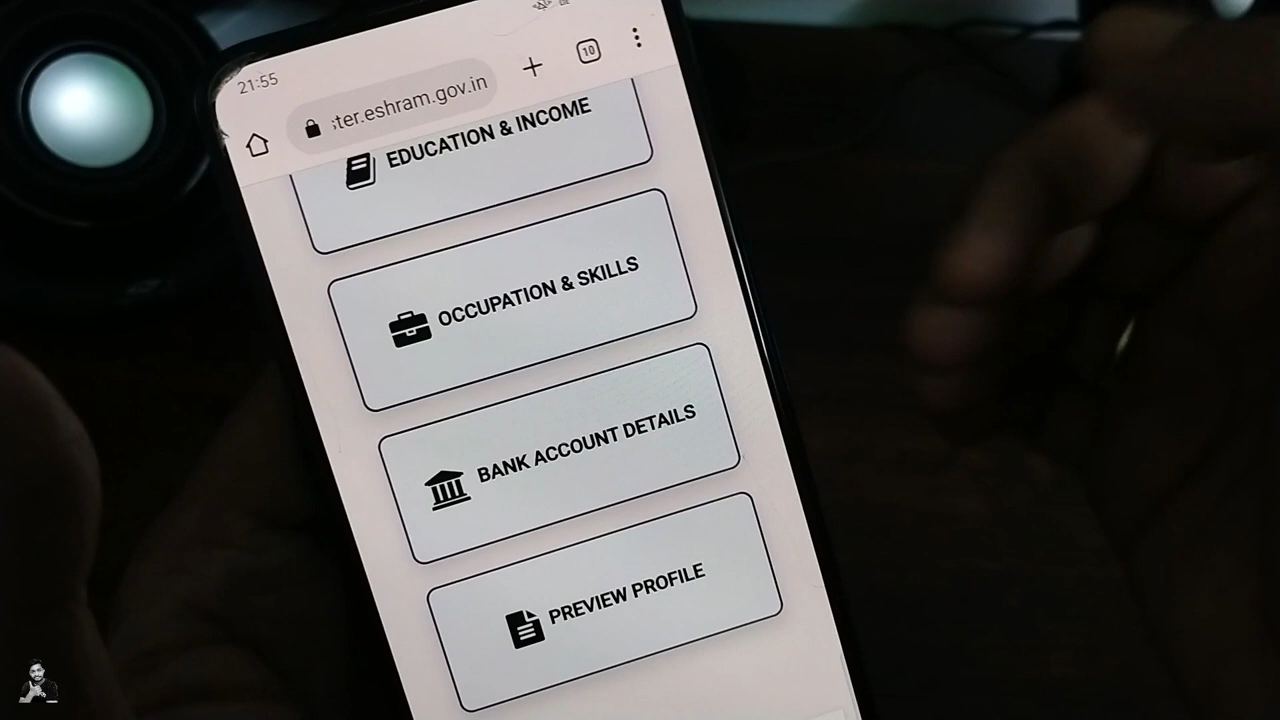 21:55
:ter.eshram.gov.in
10
EDUCATION & INCOME
OCCUPATION & SKILLS
BANK ACCOUNT DETAILS
PREVIEW PROFILE